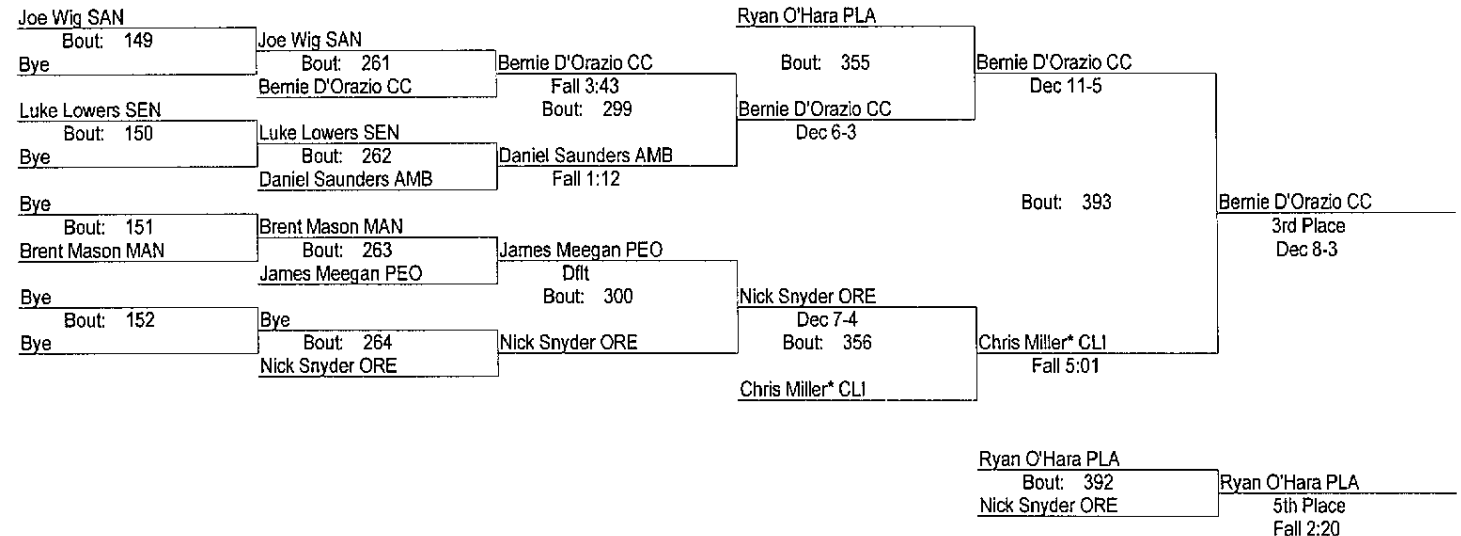 Joe Wig SAN
Bout: 149
Bye
Joe Wig SAN
Bout: 261
Bernie D'Orazio CC
Luke Lowers SEN
Bout: 150
Bye
Luke Lowers SEN
Bout: 262
Daniel Saunders AMB
Bye
Bout: 151
Brent Mason MAN
Brent Mason MAN
Bout: 263
James Meegan PEO
Bye
Bout: 152
Bye
Bye
Bout: 264
Nick Snyder ORE
Bernie D'Orazio CC
Fall 3:43
Bout: 299
Daniel Saunders AMB
Fall 1:12
James Meegan PEO
Dflt
Bout: 300
Nick Snyder ORE
Ryan O'Hara PLA
Bout: 355
Bernie D'Orazio CC
Dec 6-3
Nick Snyder ORE
Dec 7-4
Bout: 356
Chris Miller* CLI
Bernie D'Orazio CC
Dec 11-5
Bout: 393
Chris Miller* CLI
Fall 5:01
Bernie D'Orazio CC
3rd Place
Dec 8-3
Ryan O'Hara PLA
Bout: 392
Nick Snyder ORE
Ryan O'Hara PLA
5th Place
Fall 2:20